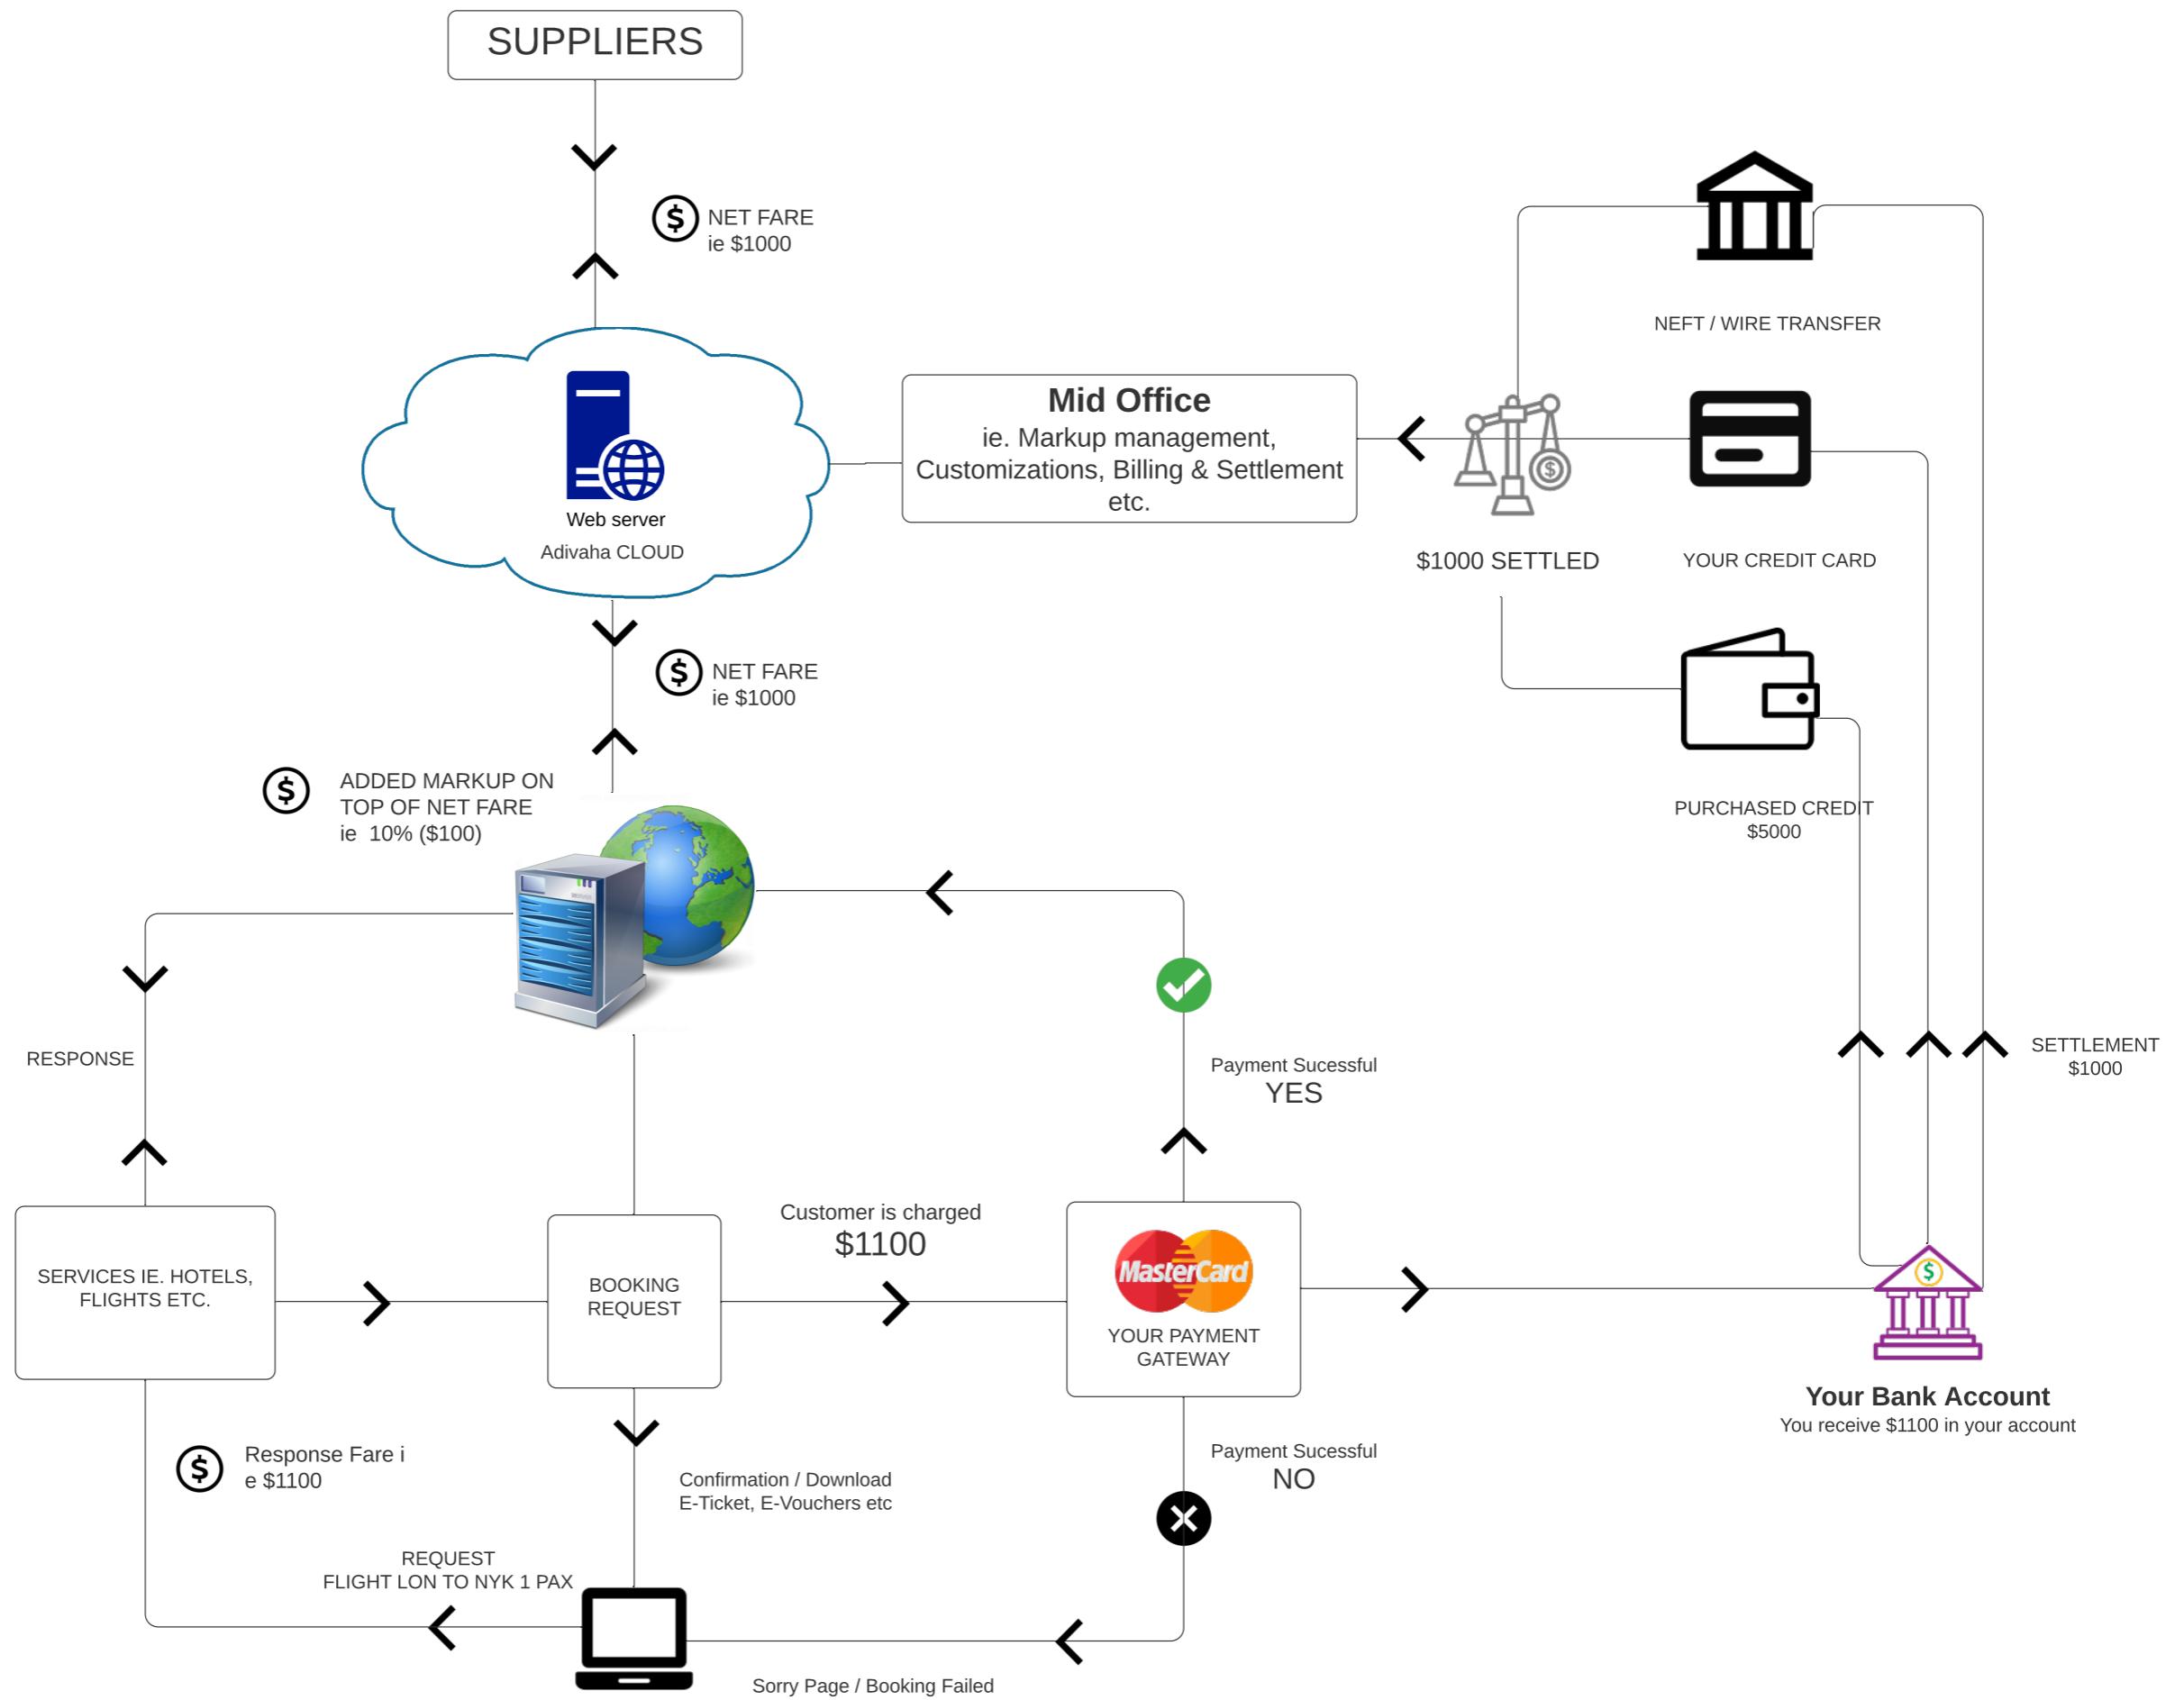 SUPPLIERS
NET FARE
ie $1000
NEFT / WIRE TRANSFER
Mid Office
ie. Markup management,
Customizations, Billing & Settlement
etc.
Web server
Adivaha CLOUD
$1000 SETTLED
YOUR CREDIT CARD
NET FARE
ie $1000
ADDED MARKUP ON
TOP OF NET FARE
ie  10% ($100)
PURCHASED CREDIT
$5000
RESPONSE
Payment Sucessful
YES
SETTLEMENT
$1000
SERVICES IE. HOTELS,
FLIGHTS ETC.
BOOKING
REQUEST
Customer is charged
$1100
MasterCard
YOUR PAYMENT
GATEWAY
Your Bank Account
You receive $1100 in your account
Response Fare i
e $1100
Confirmation / Download
E-Ticket, E-Vouchers etc
Payment Sucessful
NO
REQUEST
FLIGHT LON TO NYK 1 PAX
Sorry Page / Booking Failed